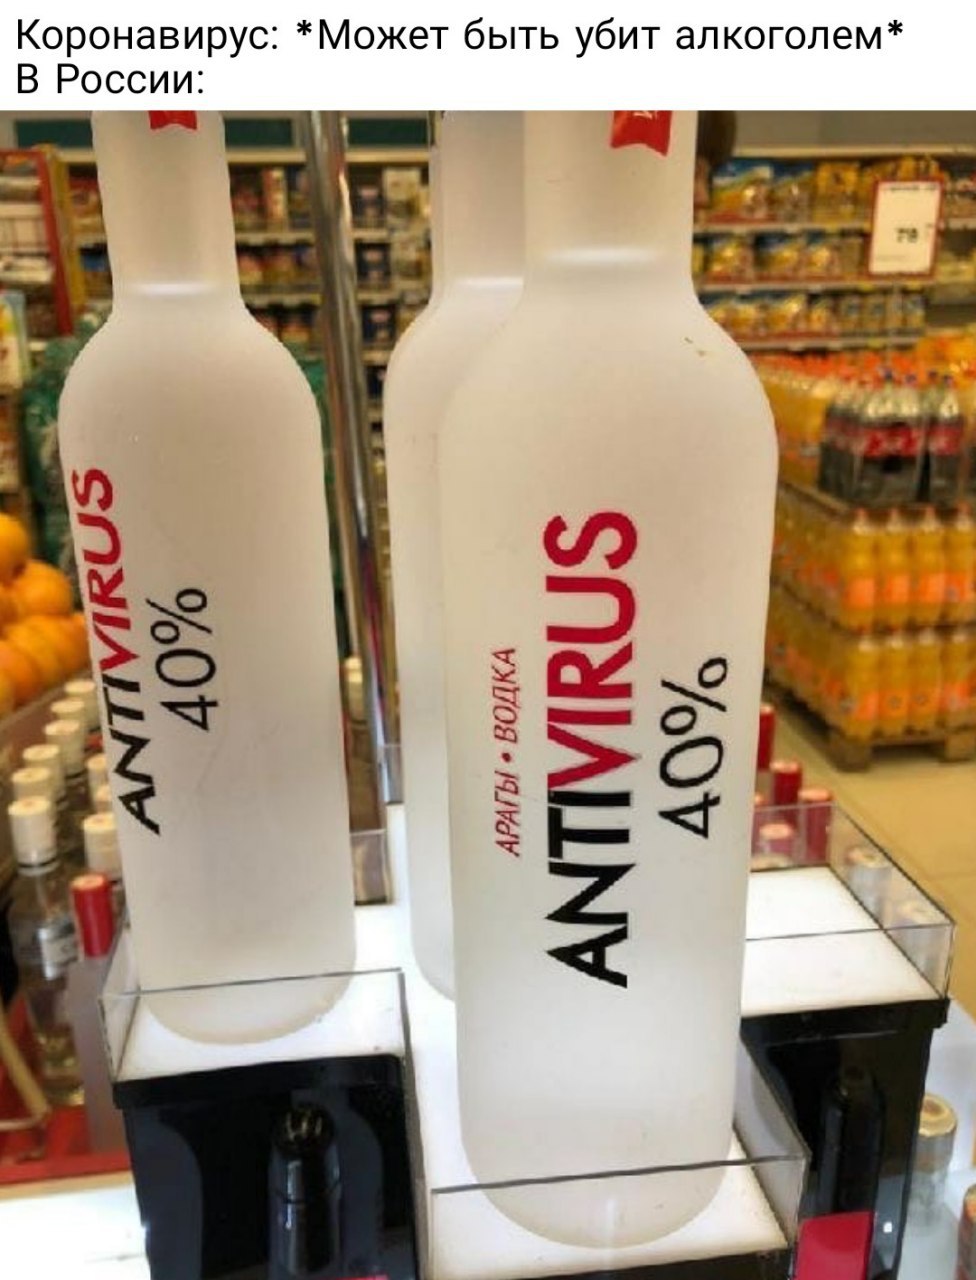 Коронавирус: *Может быть убит алкоголем*
В России:
ANTIVIRUS
40%
АРАГЫ • ВОДКА
ANTIVIRUS
40%